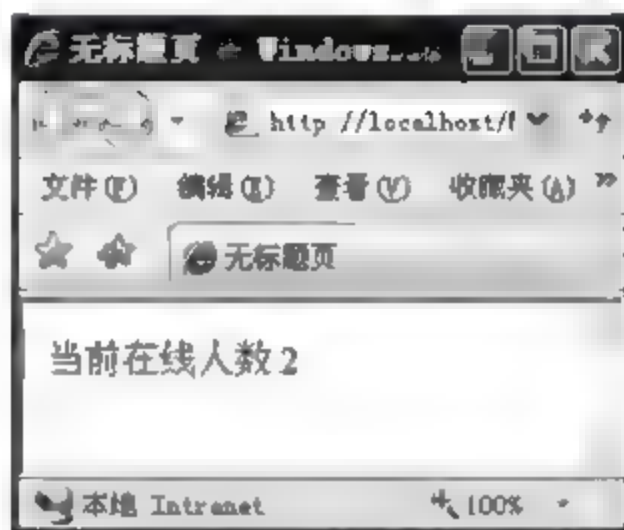 无标题页 - Windows...
http //localhost/
文件(F) 编辑(E) 查看(V) 收藏夹(A) »
无标题页
当前在线人数 2
本地 Intranet 100%